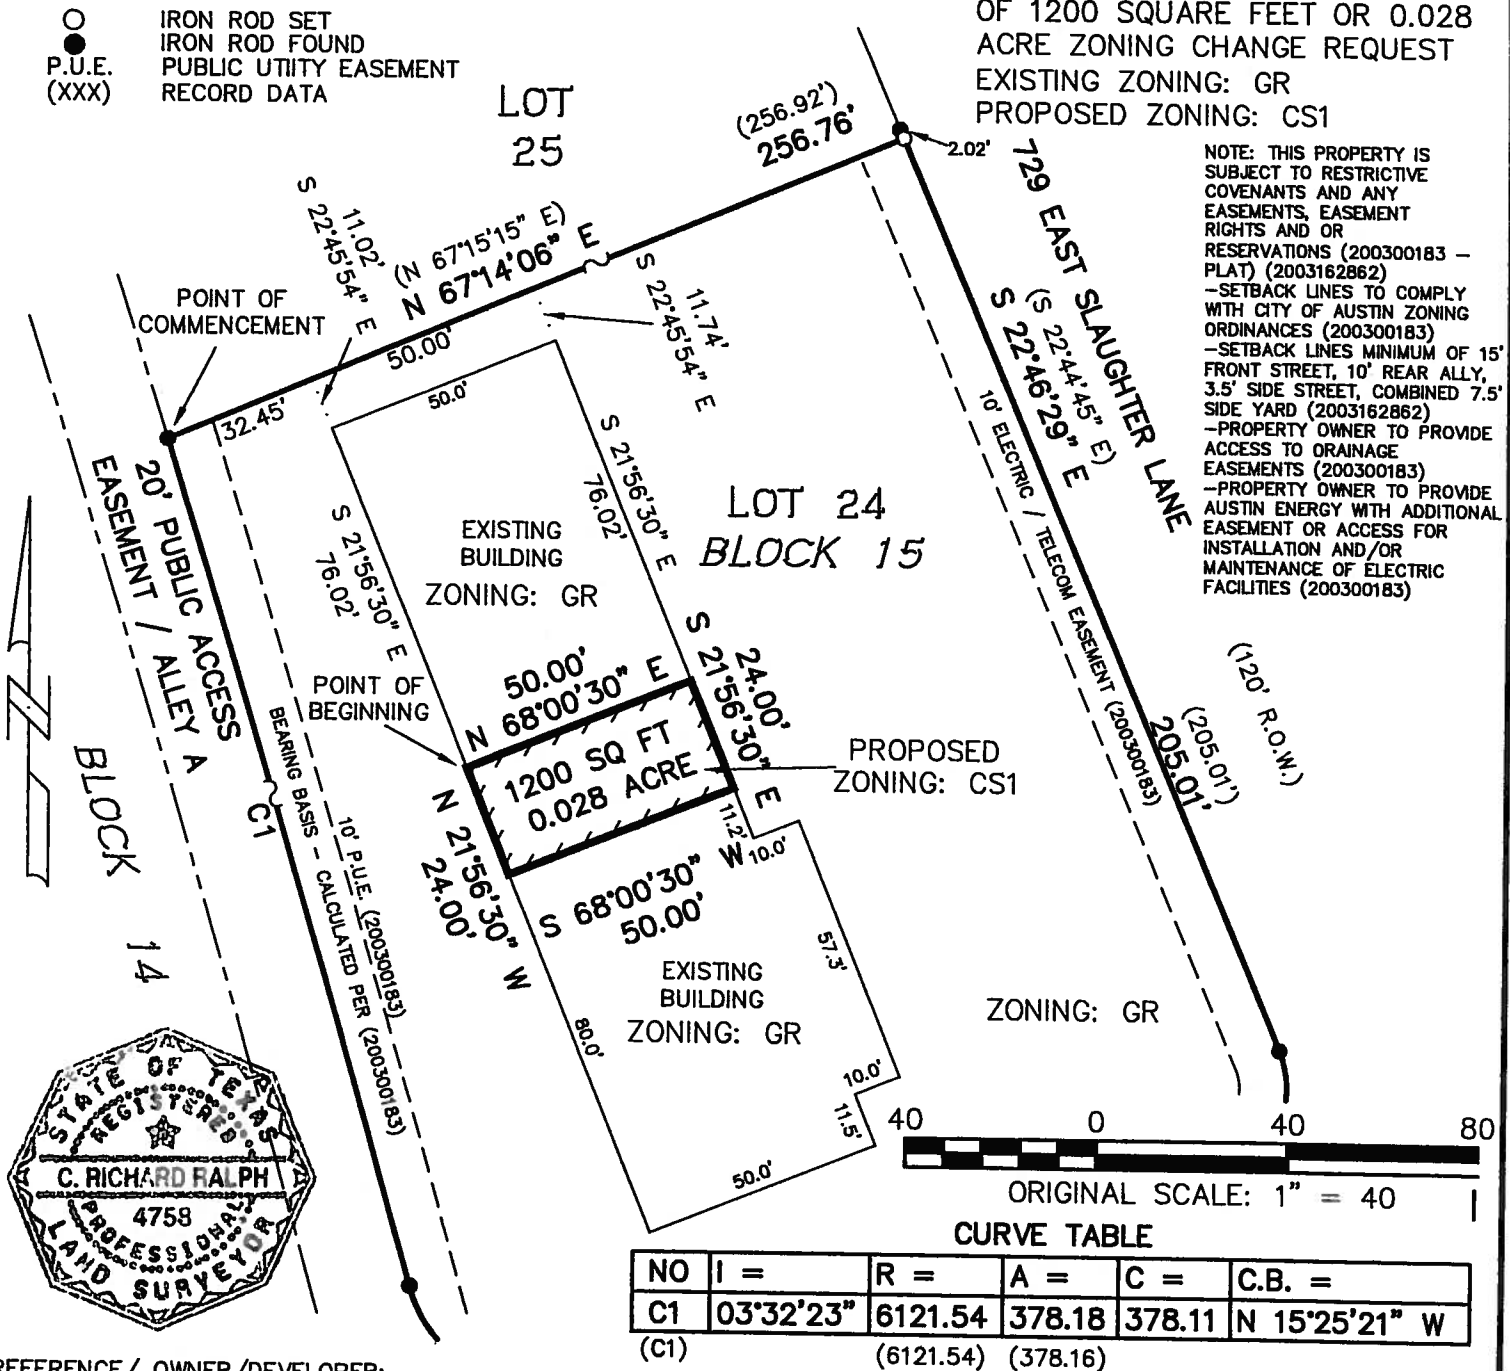 IRON ROD SET
IRON ROD FOUND
P.U.E. PUBLIC UTIITY EASEMENT
(XXX) RECORD DATA
OF 1200 SQUARE FEET OR 0.028
ACRE ZONING CHANGE REQUEST
EXISTING ZONING: GR
PROPOSED ZONING: CS1
NOTE: THIS PROPERTY IS
SUBJECT TO RESTRICTIVE
COVENANTS AND ANY
EASEMENTS, EASEMENT
RIGHTS AND OR
RESERVATIONS (200300183 –
PLAT) (2003162862)
–SETBACK LINES TO COMPLY
WITH CITY OF AUSTIN ZONING
ORDINANCES (200300183)
–SETBACK LINES MINIMUM OF 15'
FRONT STREET, 10' REAR ALLY,
3.5' SIDE STREET, COMBINED 7.5'
SIDE YARD (2003162862)
–PROPERTY OWNER TO PROVIDE
ACCESS TO DRAINAGE
EASEMENTS (200300183)
–PROPERTY OWNER TO PROVIDE
AUSTIN ENERGY WITH ADDITIONAL
EASEMENT OR ACCESS FOR
INSTALLATION AND/OR
MAINTENANCE OF ELECTRIC
FACILITIES (200300183)
LOT
25
(256.92')
256.76'
2.02'
729 EAST SLAUGHTER LANE
(S 22°44'45" E)
S 22°46'29" E
11.02'
S 22°45'54" E
(N 67°15'15" E)
N 67°14'06" E
11.74'
S 22°45'54" E
POINT OF
COMMENCEMENT
50.00'
50.0'
32.45'
20' PUBLIC ACCESS
EASEMENT / ALLEY A
S 21°56'30" E
76.02'
S 21°56'30" E
76.02'
EXISTING
BUILDING
ZONING: GR
LOT 24
BLOCK 15
10' ELECTRIC / TELECOM EASEMENT (200300183)
(120' R.O.W.)
(205.01')
205.01'
POINT OF
BEGINNING
50.00'
N 68°00'30" E
24.00'
S 21°56'30" E
1200 SQ FT
0.028 ACRE
PROPOSED
ZONING: CS1
BLOCK 14
C1
BEARING BASIS - CALCULATED PER (200300183)
10' P.U.E. (200300183)
N 21°56'30" W
24.00'
S 68°00'30" W
50.00'
11.2'
10.0'
57.3'
EXISTING
BUILDING
ZONING: GR
ZONING: GR
80.0'
10.0'
11.5'
50.0'
STATE OF TEXAS
REGISTERED
C. RICHARD RALPH
4758
PROFESSIONAL
LAND SURVEYOR
40 0 40 80
ORIGINAL SCALE: 1" = 40
CURVE TABLE
NO I = R = A = C = C.B. =
C1 03°32'23" 6121.54 378.18 378.11 N 15°25'21" W
(C1) (6121.54) (378.16)
REFERENCE/ OWNER/DEVELOPER: